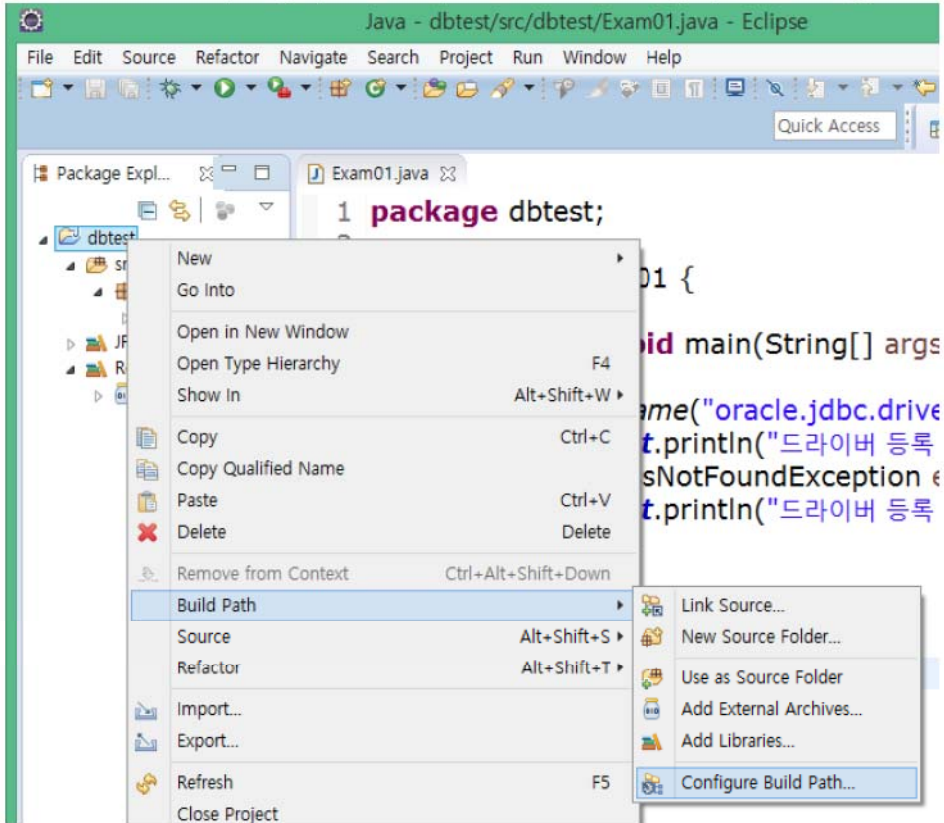 Java - dbtest/src/dbtest/Exam01.java - Eclipse
File Edit Source Refactor Navigate Search Project Run Window Help
Quick Access
Package Expl...
Exam01.java
1 package dbtest;
dbtest
01 {
id main(String[] args
ame("oracle.jdbc.drive
t.println("드라이버 등록
sNotFoundException e
t.println("드라이버 등록
New
Go Into
Open in New Window
Open Type Hierarchy F4
Show In Alt+Shift+W
Copy Ctrl+C
Copy Qualified Name
Paste Ctrl+V
Delete Delete
Remove from Context Ctrl+Alt+Shift+Down
Build Path
Source Alt+Shift+S
Refactor Alt+Shift+T
Import...
Export...
Refresh F5
Close Project
Link Source...
New Source Folder...
Use as Source Folder
Add External Archives...
Add Libraries...
Configure Build Path...